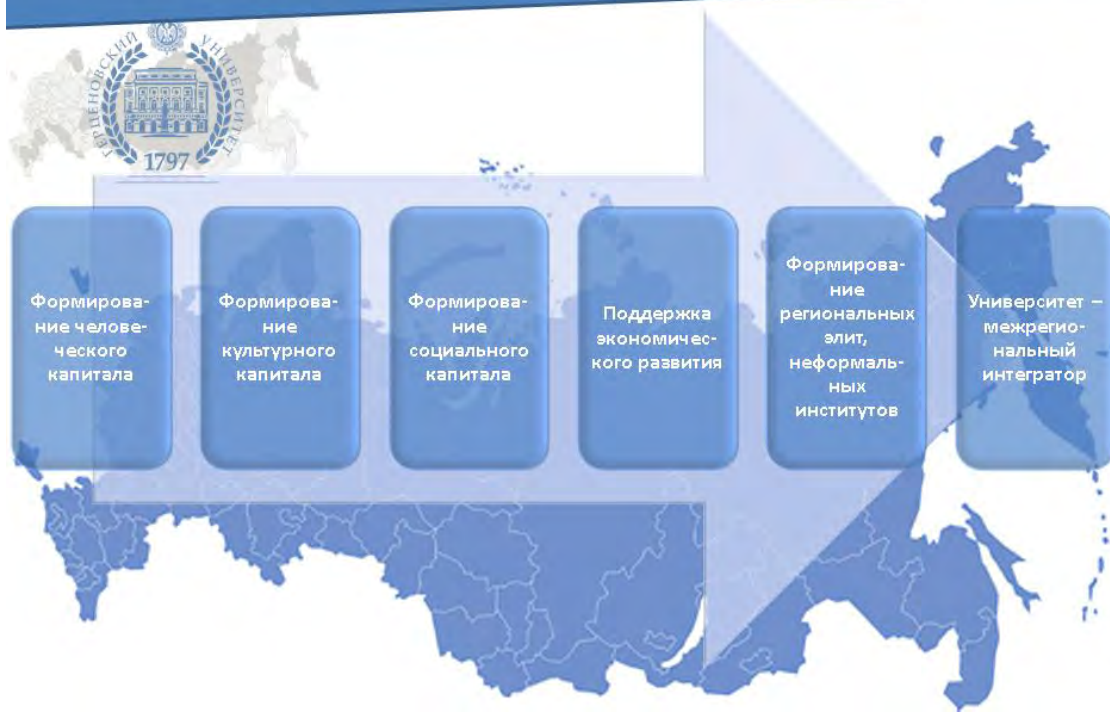 ГЕРЦЕНОВСКИЙ УНИВЕРСИТЕТ
1797
Формирова-
ние челове-
ческого
капитала
Формирова-
ние
культурного
капитала
Формирова-
ние
социального
капитала
Поддержка
экономичес-
кого развития
Формирова-
ние
региональных
элит,
неформаль-
ных
институтов
Университет –
межрегио-
нальный
интегратор